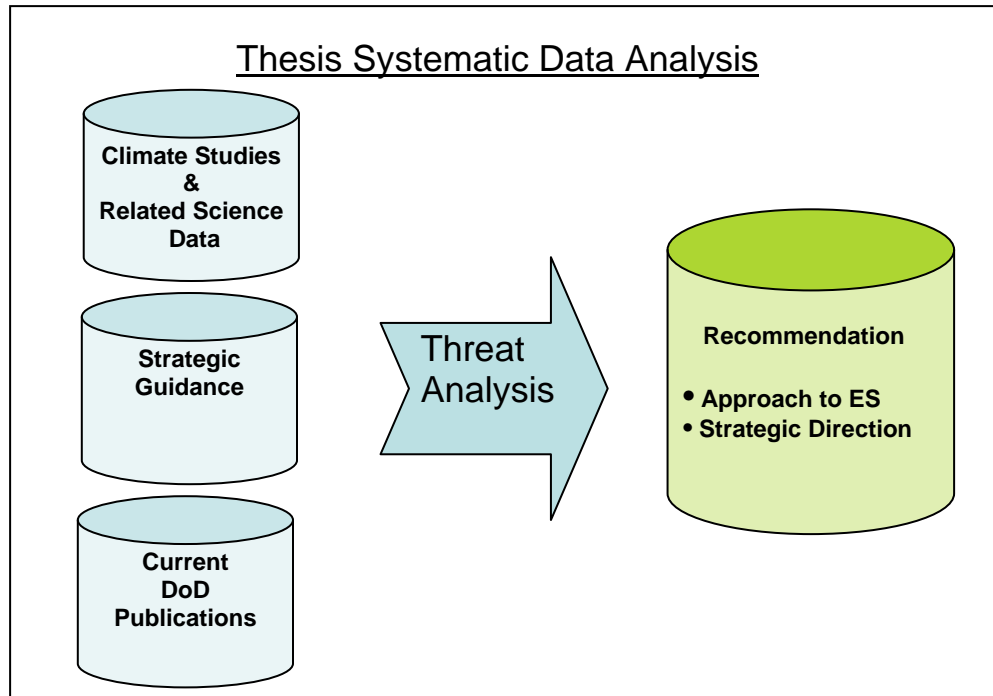 Thesis Systematic Data Analysis
Climate Studies
&
Related Science
Data
Strategic
Guidance
Current
DoD
Publications
Threat
Analysis
Recommendation
• Approach to ES
• Strategic Direction